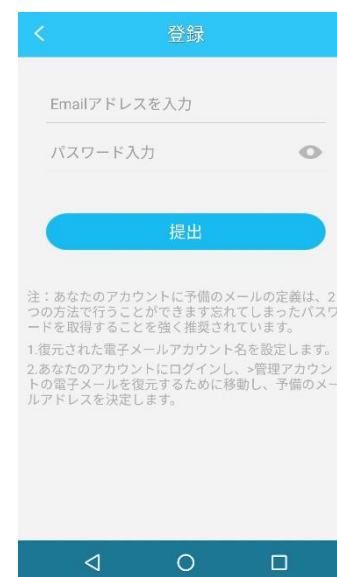 登録
Emailアドレスを入力
パスワード入力
提出
注：あなたのアカウントに予備のメールの定義は、2
つの方法で行うことができます忘れてしまったパスワ
ードを取得することを強く推奨されています。
1.復元された電子メールアカウント名を設定します。
2.あなたのアカウントにログインし、>管理アカウン
トの電子メールを復元するために移動し、予備のメー
ルアドレスを決定します。